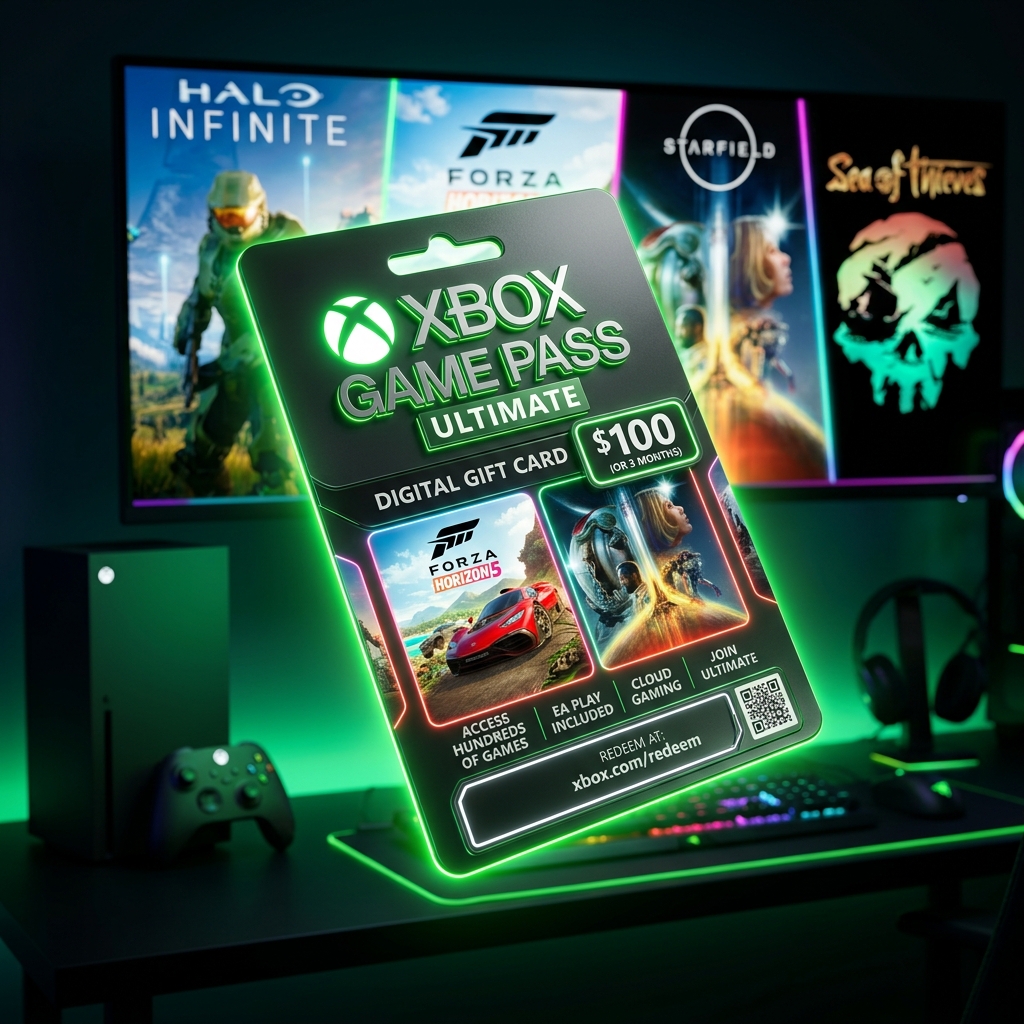 HALO
INFINITE
FORZA
HORIZON
STARFIELD
Sea of Thieves
XBOX
GAME PASS
ULTIMATE
DIGITAL GIFT CARD
$100
(OR 3 MONTHS)
FORZA
HORIZON 5
ACCESS
HUNDREDS
OF GAMES
EA PLAY
INCLUDED
CLOUD
GAMING
JOIN
ULTIMATE
REDEEM AT:
xbox.com/redeem